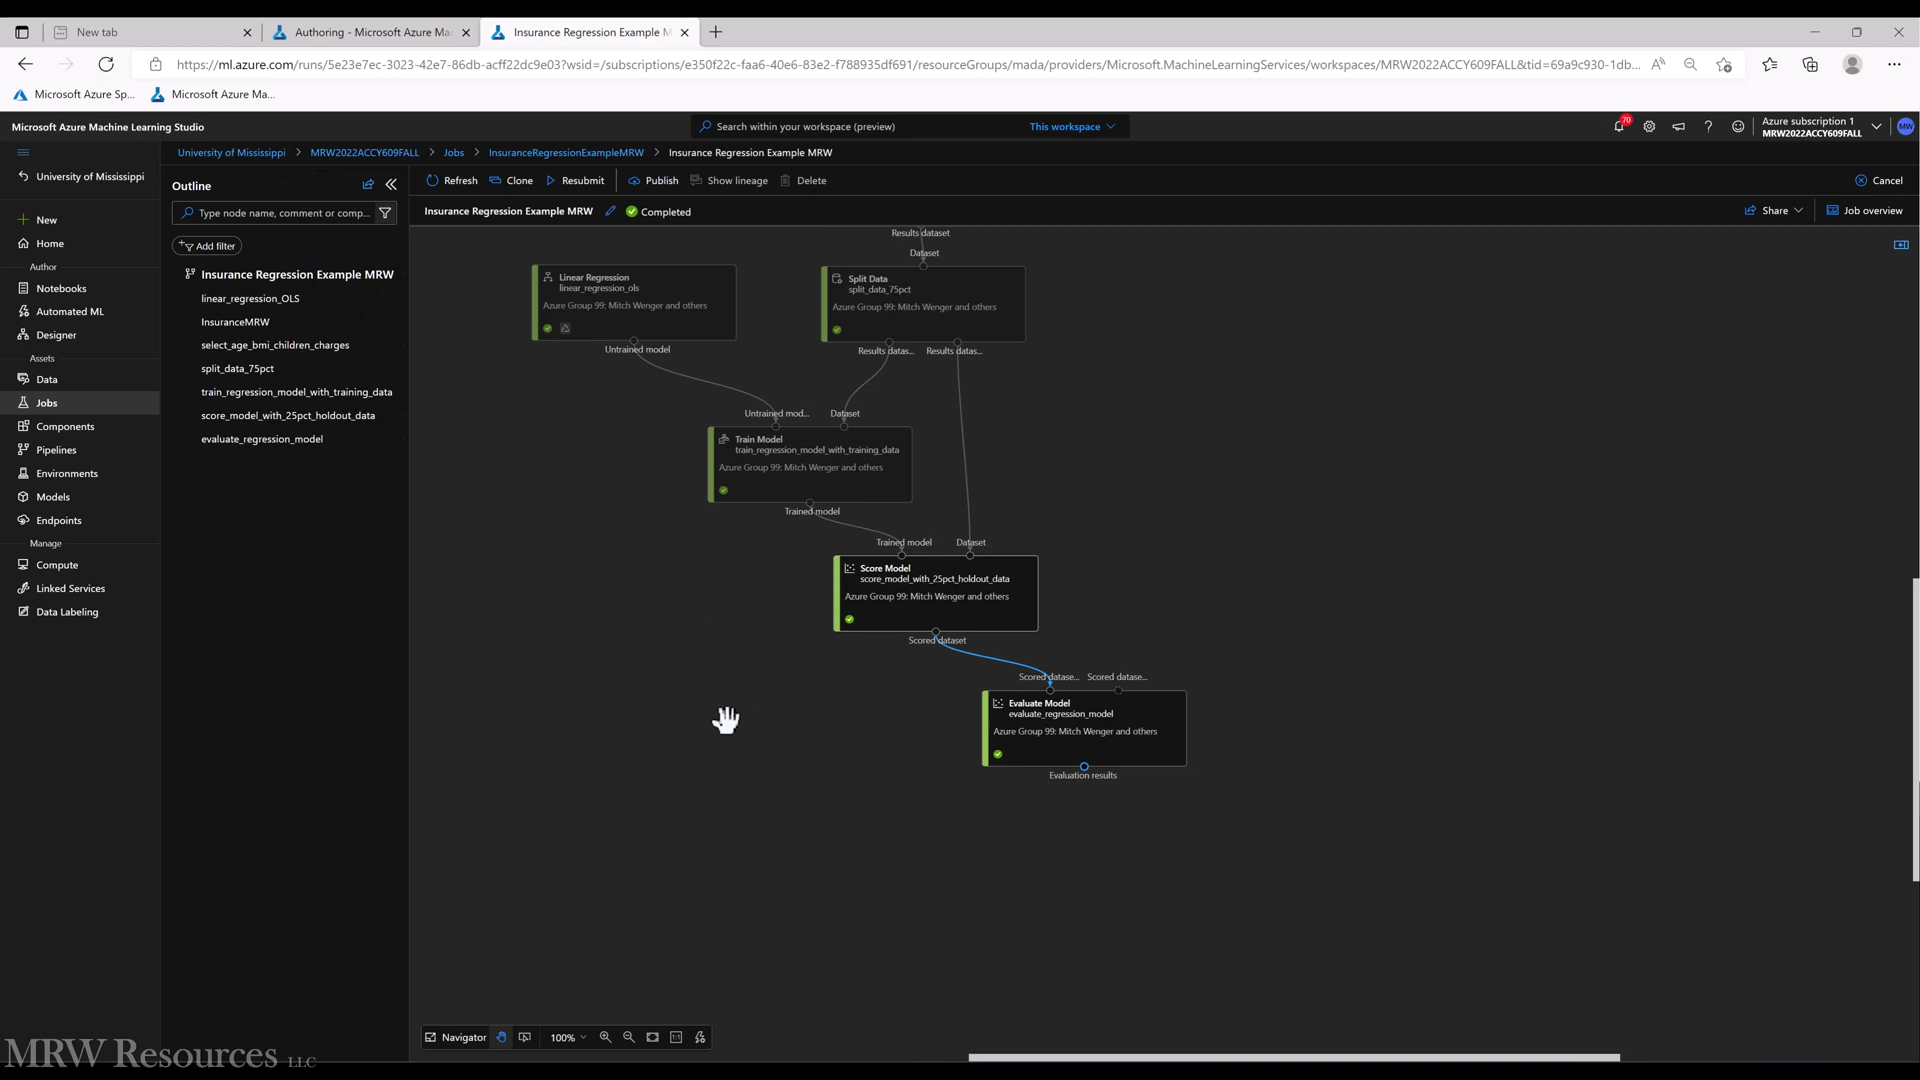 New tab
Authoring - Microsoft Azure Ma
Insurance Regression Example M
https://ml.azure.com/runs/5e23e7ec-3023-42e7-86db-acff22dc9e03?wsid=/subscriptions/e350f22c-faa6-40e6-83e2-f788935df691/resourceGroups/mada/providers/Microsoft.MachineLearningServices/workspaces/MRW2022ACCY609FALL&tid=69a9c930-1db...
Microsoft Azure Sp...
Microsoft Azure Ma...
Microsoft Azure Machine Learning Studio
Search within your workspace (preview)
This workspace
70
Azure subscription 1
MRW2022ACCY609FALL
MW
University of Mississippi > MRW2022ACCY609FALL > Jobs > InsuranceRegressionExampleMRW > Insurance Regression Example MRW
University of Mississippi
New
Home
Author
Notebooks
Automated ML
Designer
Assets
Data
Jobs
Components
Pipelines
Environments
Models
Endpoints
Manage
Compute
Linked Services
Data Labeling
Outline
Type node name, comment or comp...
Add filter
Insurance Regression Example MRW
linear_regression_OLS
InsuranceMRW
select_age_bmi_children_charges
split_data_75pct
train_regression_model_with_training_data
score_model_with_25pct_holdout_data
evaluate_regression_model
Refresh
Clone
Resubmit
Publish
Show lineage
Delete
Cancel
Insurance Regression Example MRW
Completed
Share
Job overview
Results dataset
Dataset
Linear Regression
linear_regression_ols
Azure Group 99: Mitch Wenger and others
Untrained model
Split Data
split_data_75pct
Azure Group 99: Mitch Wenger and others
Results datas...
Results datas...
Untrained mod...
Dataset
Train Model
train_regression_model_with_training_data
Azure Group 99: Mitch Wenger and others
Trained model
Trained model
Dataset
Score Model
score_model_with_25pct_holdout_data
Azure Group 99: Mitch Wenger and others
Scored dataset
Scored datase...
Scored datase...
Evaluate Model
evaluate_regression_model
Azure Group 99: Mitch Wenger and others
Evaluation results
Navigator
100%
1:1
MRW Resources LLC